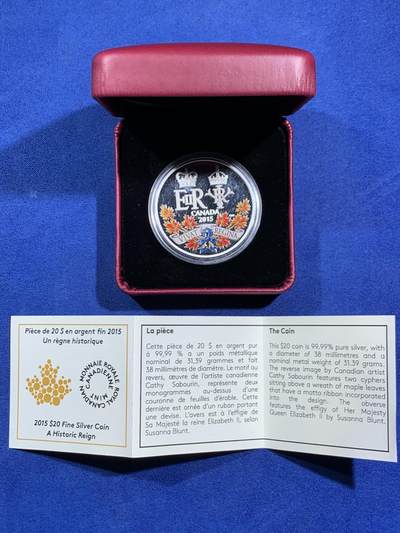 EIIR VRI
CANADA
2015
VIVAT REGINA
Pièce de 20 $ en argent fin 2015
Un règne historique
MONNAIE ROYALE CANADIENNE
ROYAL CANADIAN MINT
2015 $20 Fine Silver Coin
A Historic Reign
La pièce
Cette pièce de 20 $ en argent pur
à 99,99 % a un poids métallique
nominal de 31,39 grammes et fait
38 millimètres de diamètre. Le motif au
revers, œuvre de l'artiste canadienne
Cathy Sabourin, représente deux
monogrammes au-dessus d'une
couronne de feuilles d'érable. Cette
dernière est ornée d'un ruban portant
une devise. L'avers est à l'effigie de
Sa Majesté la reine Elizabeth II, selon
Susanna Blunt.
The Coin
This $20 coin is 99.99% pure silver, with
a diameter of 38 millimetres and a
nominal metal weight of 31.39 grams.
The reverse image by Canadian artist
Cathy Sabourin features two cyphers
sitting above a wreath of maple leaves
that have a motto ribbon incorporated
into the design. The obverse
features the effigy of Her Majesty
Queen Elizabeth II by Susanna Blunt.